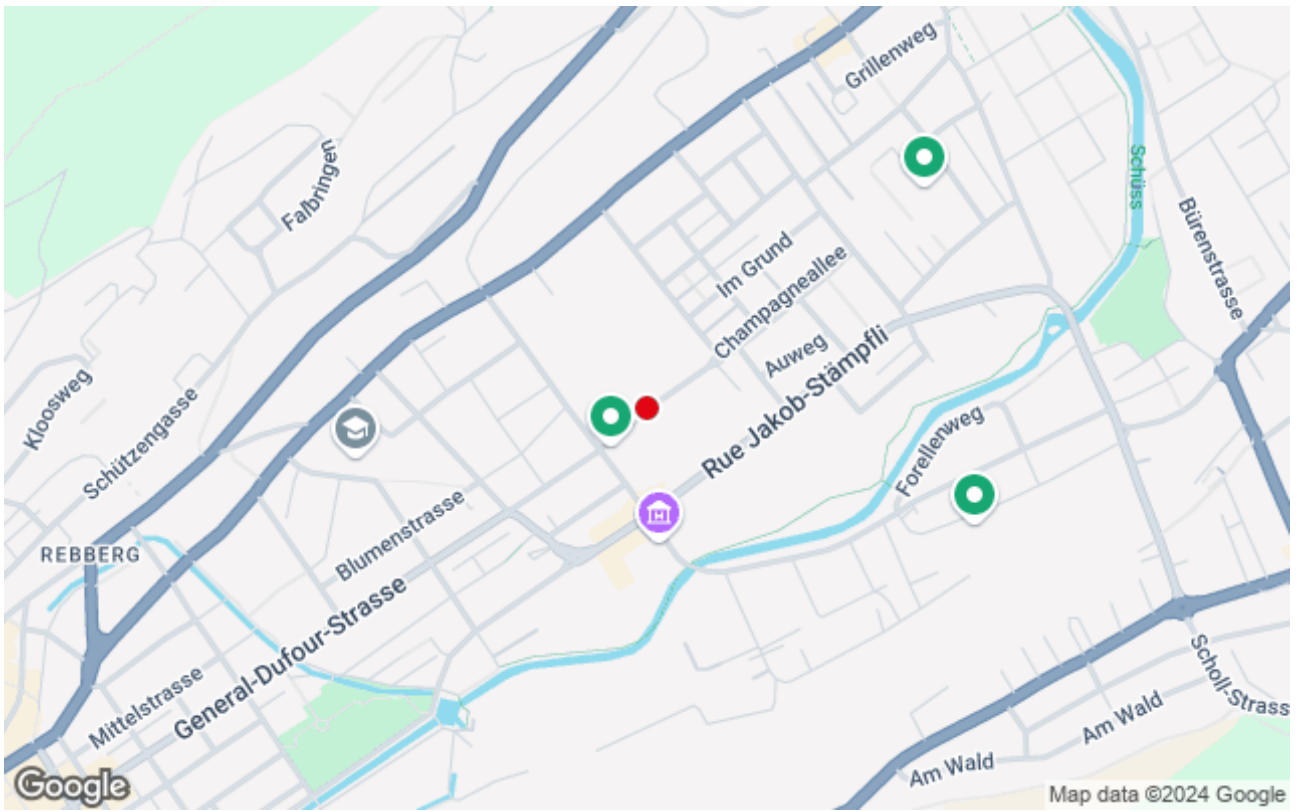 Grillenweg
Falbringen
Schüss
Bürenstrasse
Im Grund
Champagneallee
Auweg
Rue Jakob-Stämpfli
Kloosweg
Schützengasse
Forellenweg
Blumenstrasse
REBBERG
General-Dufour-Strasse
Mittelstrasse
Scholl-Strass
Am Wald
Am Wald
Google
Map data ©2024 Google